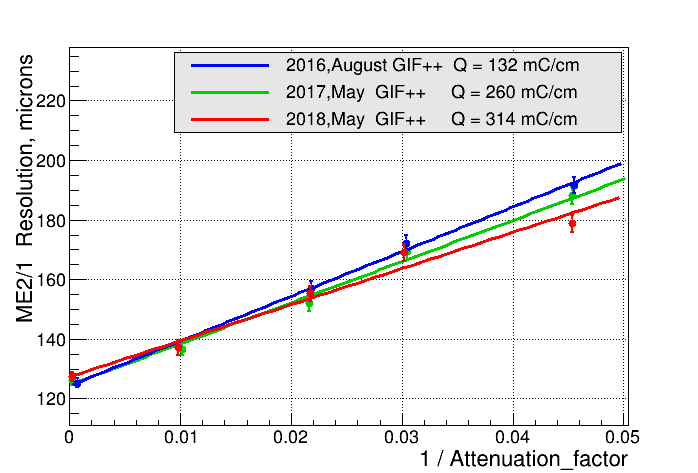 2016,August GIF++ Q = 132 mC/cm
2017,May GIF++ Q = 260 mC/cm
2018,May GIF++ Q = 314 mC/cm
ME2/1 Resolution, microns
220
200
180
160
140
120
0 0.01 0.02 0.03 0.04 0.05
1 / Attenuation_factor